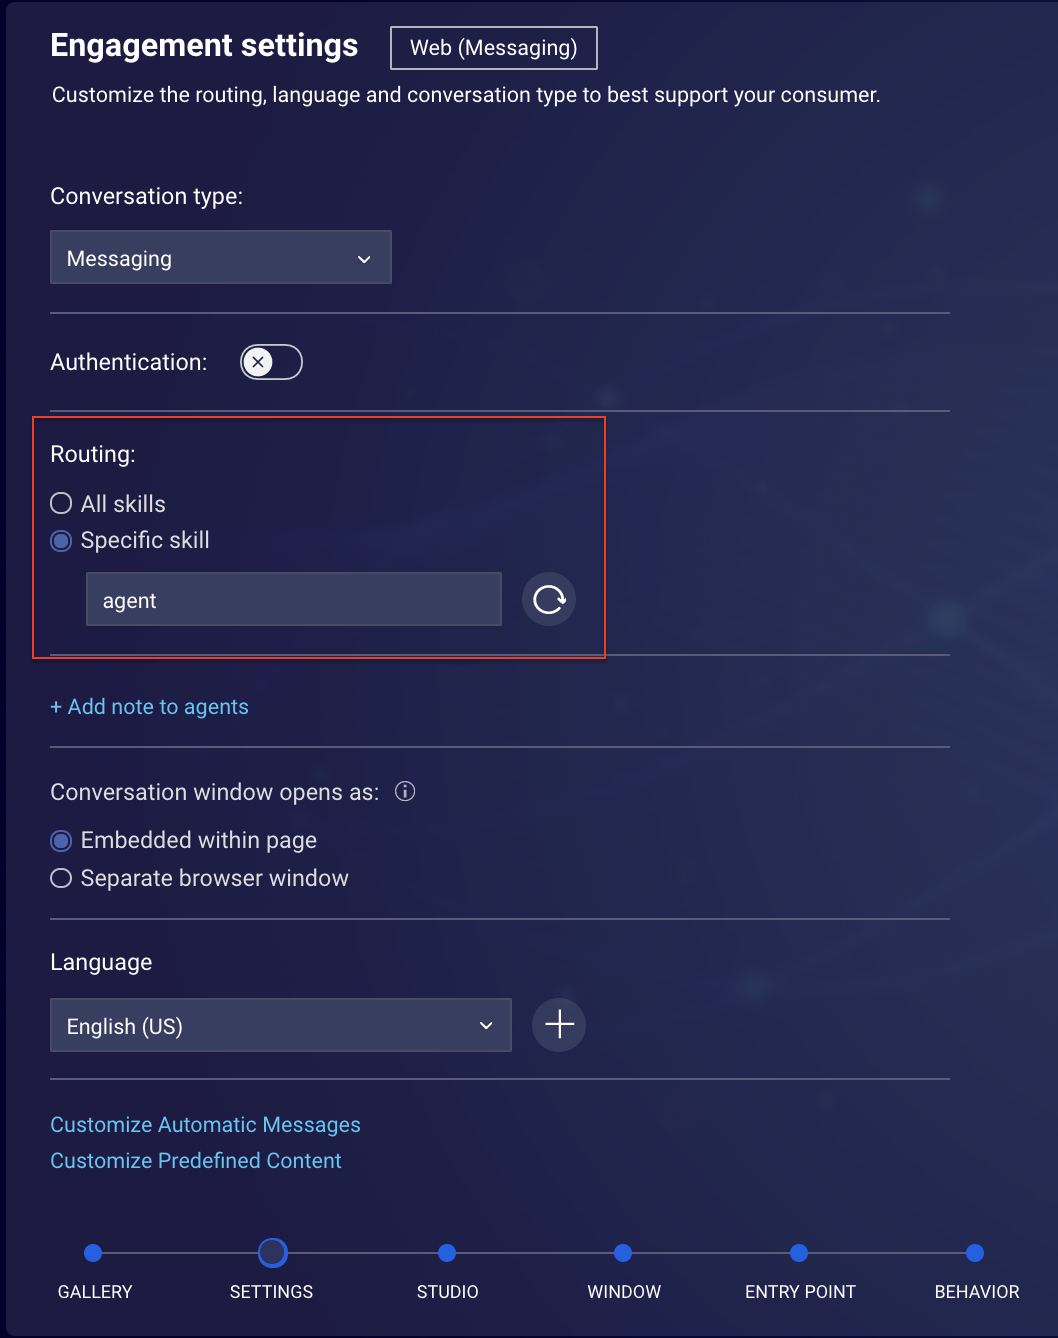 Engagement settings Web (Messaging)
Customize the routing, language and conversation type to best support your consumer.
Conversation type:
Messaging
Authentication:
Routing:
All skills
Specific skill
agent
+ Add note to agents
Conversation window opens as:
Embedded within page
Separate browser window
Language
English (US)
Customize Automatic Messages
Customize Predefined Content
GALLERY SETTINGS STUDIO WINDOW ENTRY POINT BEHAVIOR